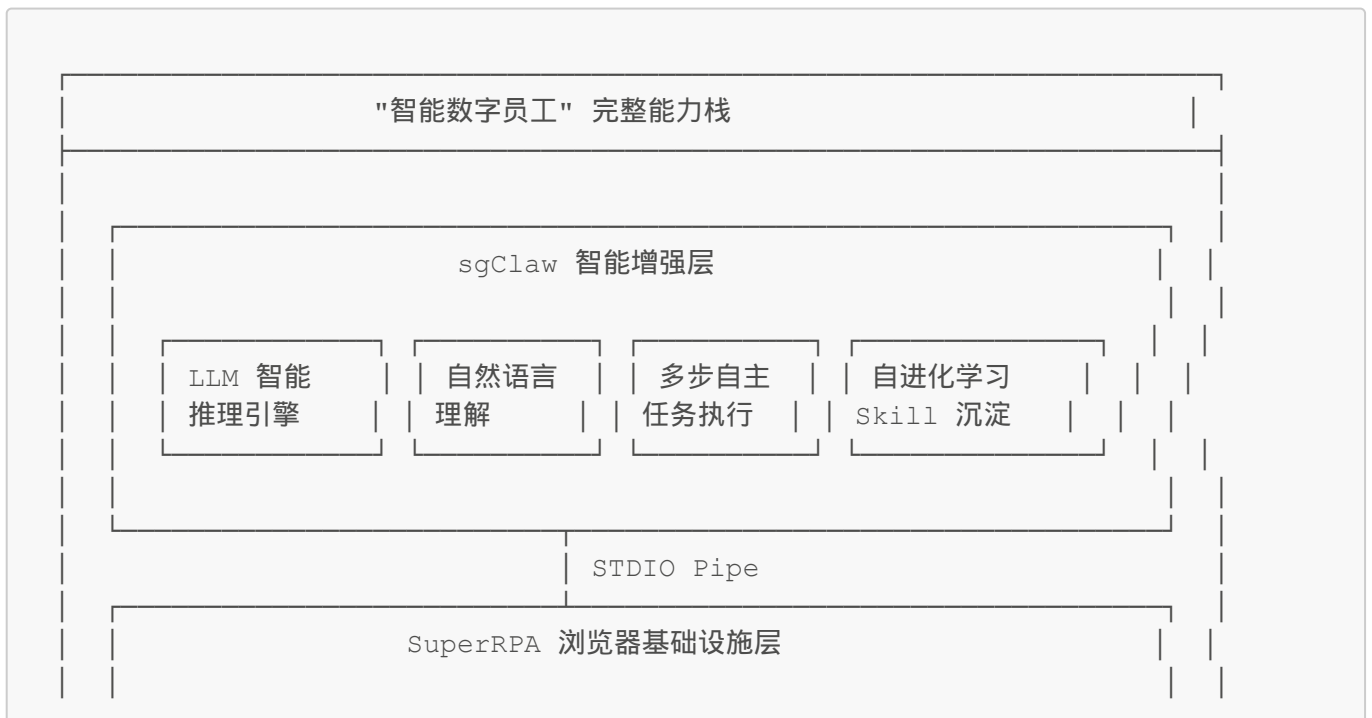 "智能数字员工" 完整能力栈
sgClaw 智能增强层
LLM 智能 自然语言 多步自主 自进化学习
推理引擎 理解 任务执行 Skill 沉淀
STDIO Pipe
SuperRPA 浏览器基础设施层